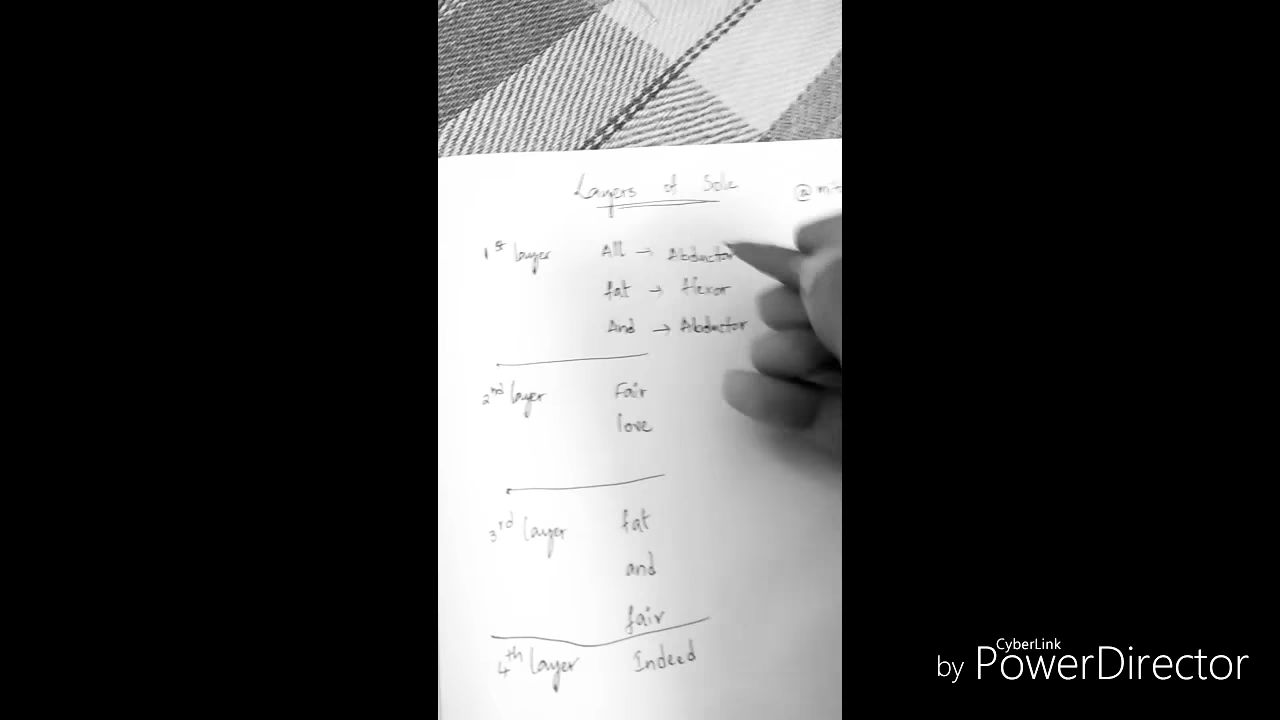 Layers of Sole
1st layer All → Abductor
fat → flexor
And → Abductor
2nd layer Fair
love
3rd layer fat
and
fair
4th layer Indeed
CyberLink
by PowerDirector